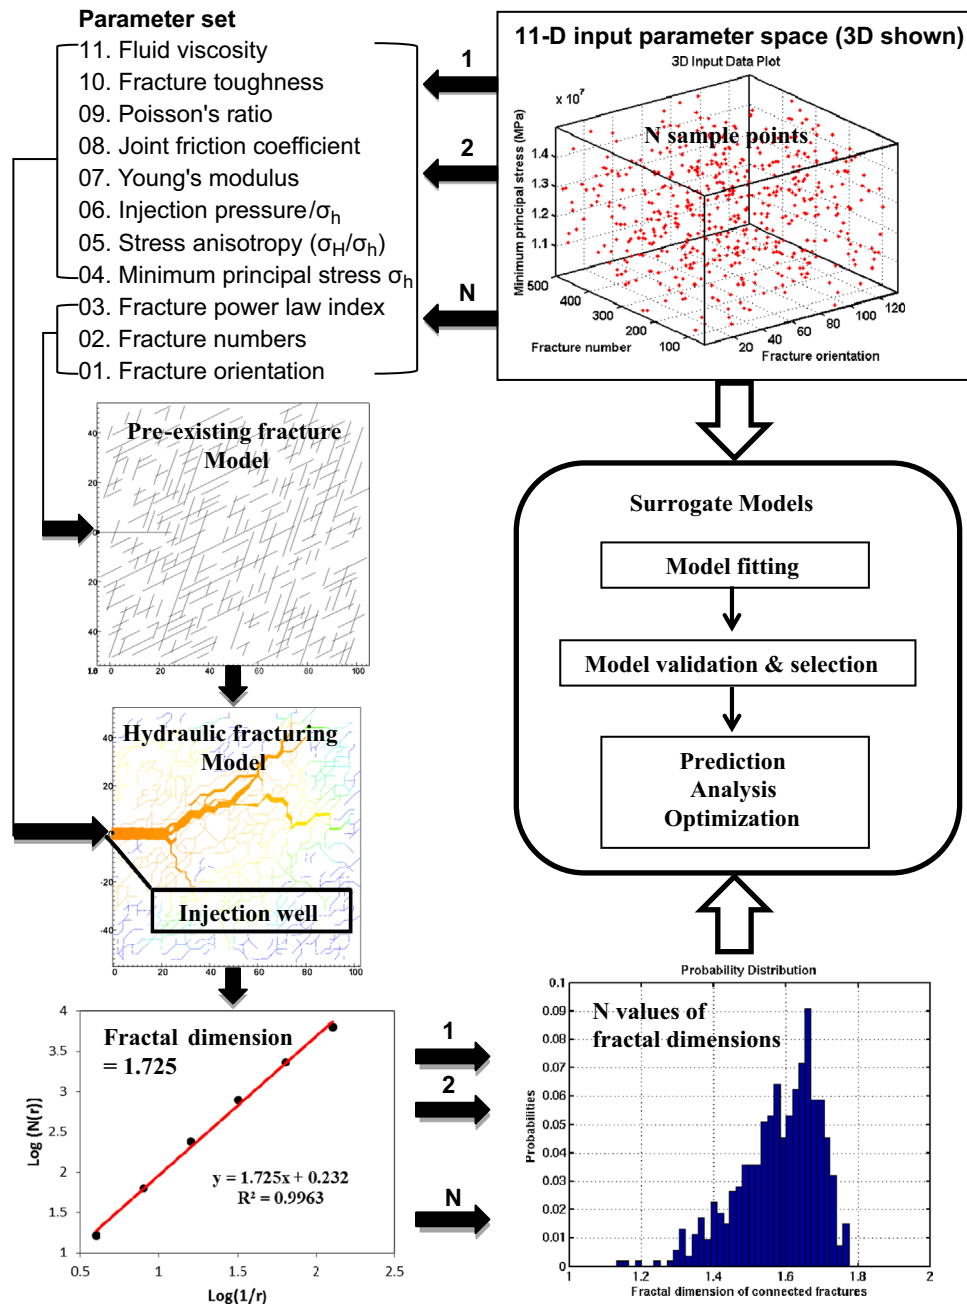 Parameter set
11. Fluid viscosity
10. Fracture toughness
09. Poisson's ratio
08. Joint friction coefficient
07. Young's modulus
06. Injection pressure/σh
05. Stress anisotropy (σH/σh)
04. Minimum principal stress σh
03. Fracture power law index
02. Fracture numbers
01. Fracture orientation
1
2
N
11-D input parameter space (3D shown)
3D Input Data Plot
x 10^7
N sample points
Minimum principal stress (MPa)
1.4
1.3
1.2
1.1
500
400
300
200
100
Fracture number
20
40
60
80
100
120
Fracture orientation
Pre-existing fracture
Model
40
20
0
20
40
1.0 0 20 40 60 80 100
Hydraulic fracturing
Model
40
20
0
-20
-40
Injection well
0 20 40 60 80 100
Surrogate Models
Model fitting
Model validation & selection
Prediction
Analysis
Optimization
Fractal dimension
= 1.725
Log (N(r)
4
3.5
3
2.5
2
1.5
1
y = 1.725x + 0.232
R² = 0.9963
0.5 1 1.5 2 2.5
Log(1/r)
1
2
N
Probability Distribution
N values of
fractal dimensions
Probabilities
0.1
0.09
0.08
0.07
0.06
0.05
0.04
0.03
0.02
0.01
0
1 1.2 1.4 1.6 1.8 2
Fractal dimension of connected fractures